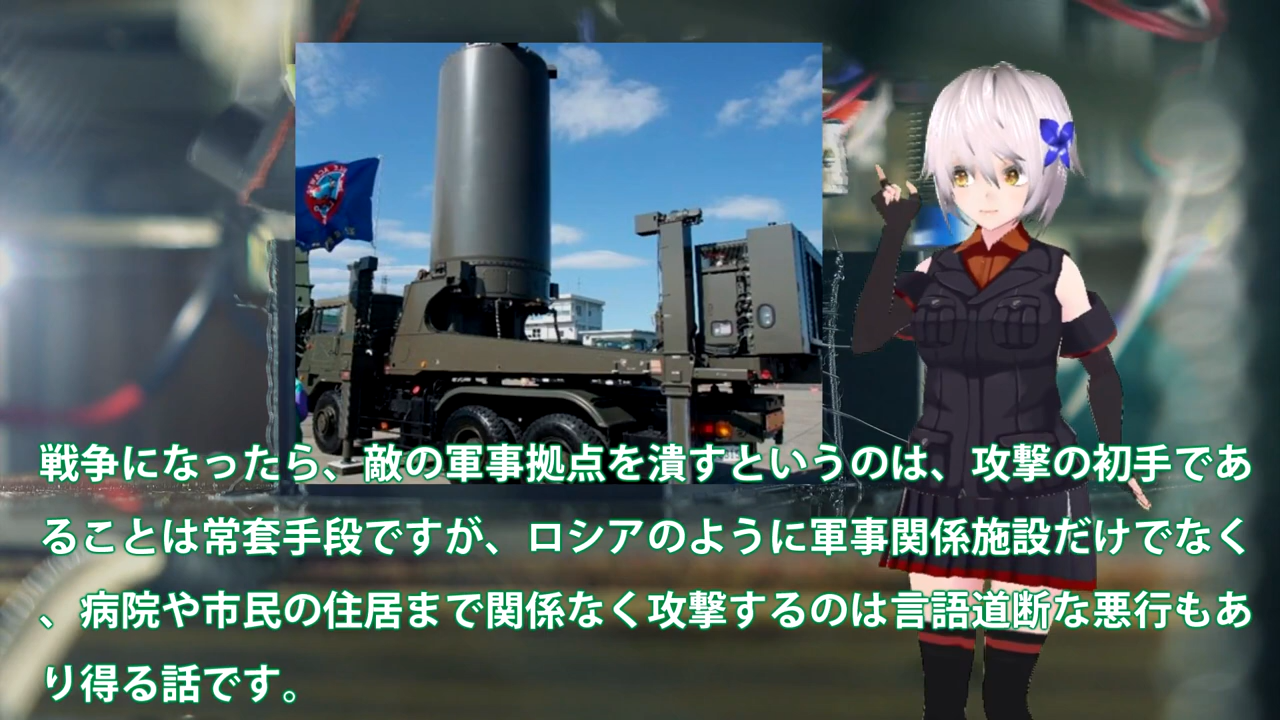 戦争になったら、敵の軍事拠点を潰すというのは、攻撃の初手であ
ることは常套手段ですが、ロシアのように軍事関係施設だけでなく
、病院や市民の住居まで関係なく攻撃するのは言語道断な悪行もあ
り得る話です。